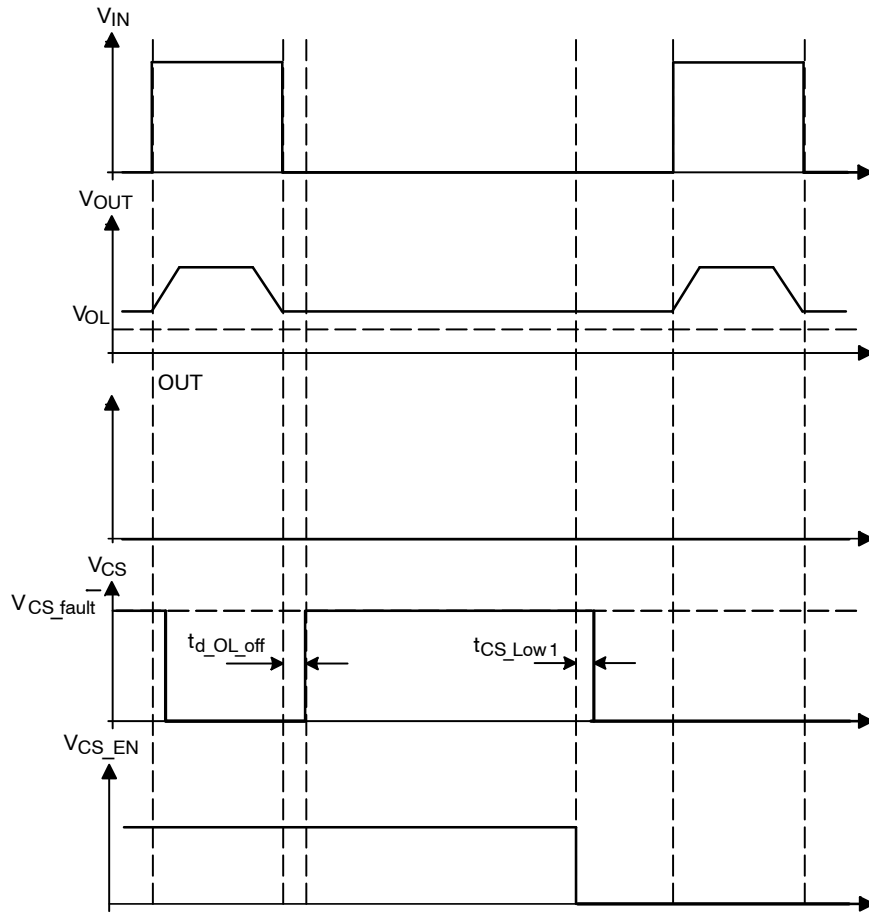 VIN
VOUT
VOL
OUT
VCS
VCS_fault
td_OL_off
tCS_Low1
VCS_EN